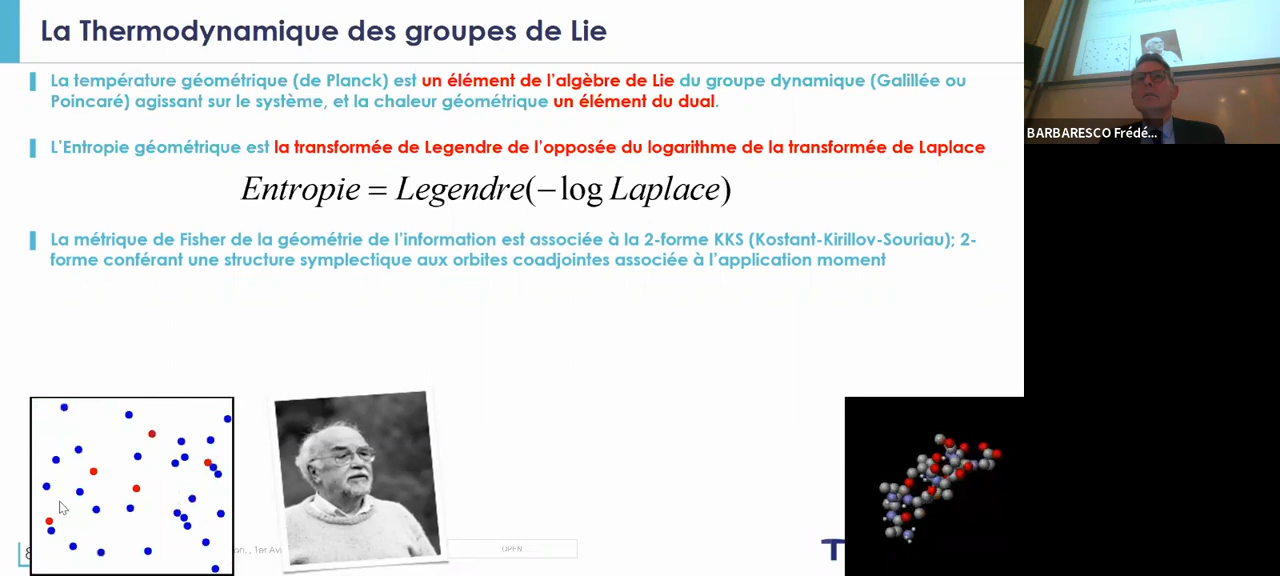 La Thermodynamique des groupes de Lie
La température géométrique (de Planck) est un élément de l'algèbre de Lie du groupe dynamique (Galillée ou
Poincaré) agissant sur le système, et la chaleur géométrique un élément du dual.
L'Entropie géométrique est la transformée de Legendre de l'opposée du logarithme de la transformée de Laplace
Entropie = Legendre(−log Laplace)
La métrique de Fisher de la géométrie de l'information est associée à la 2-forme KKS (Kostant-Kirillov-Souriau); 2-
forme conférant une structure symplectique aux orbites coadjointes associée à l'application moment
BARBARESCO Frédé...
OPEN